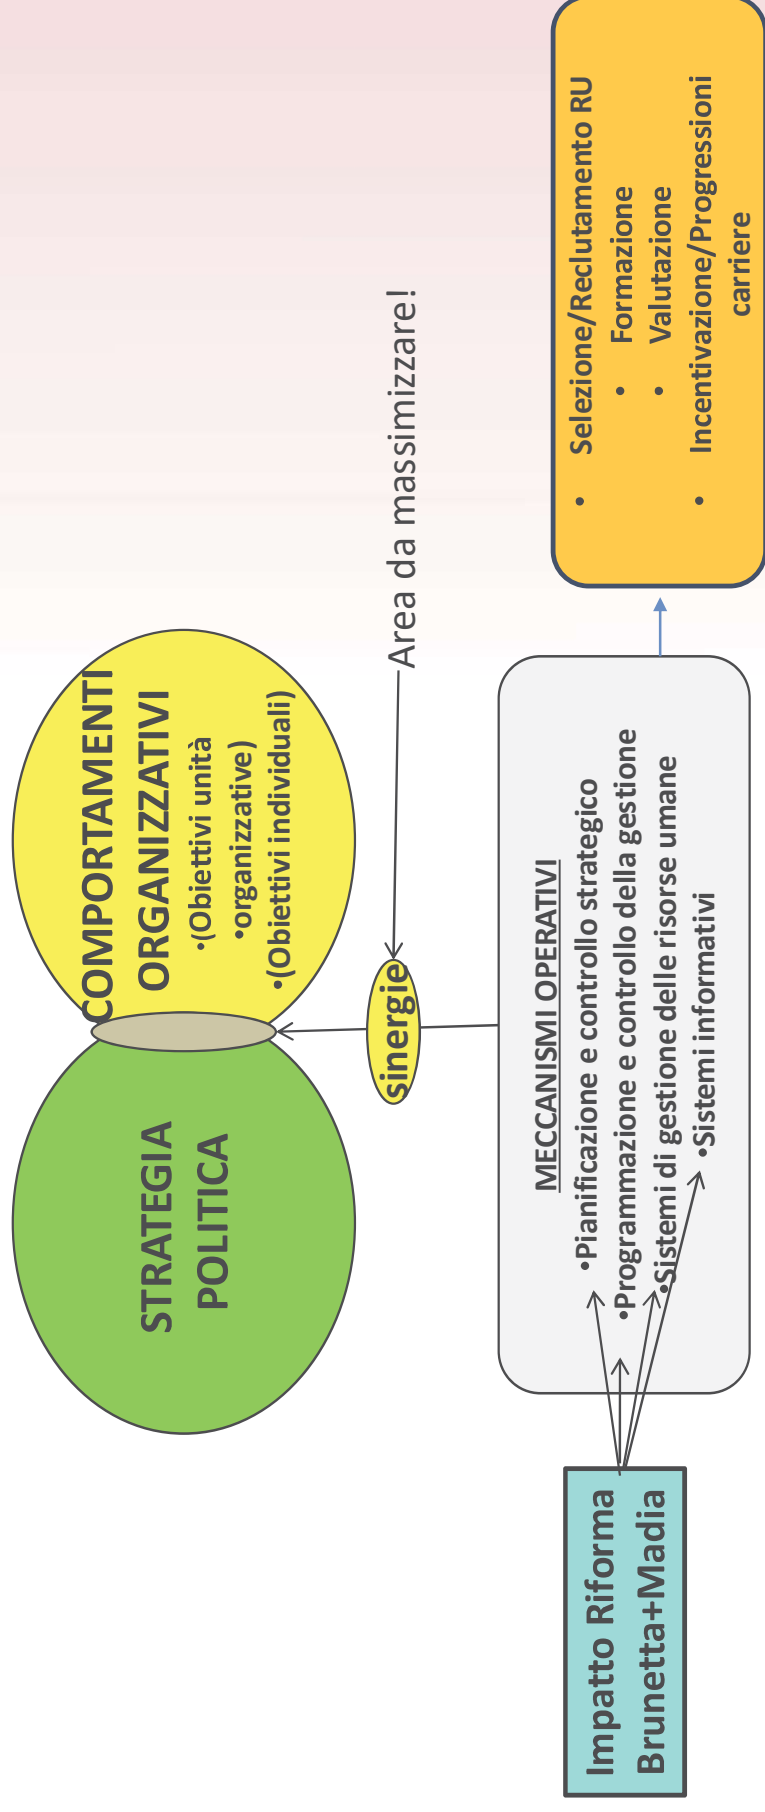 STRATEGIA
POLITICA
COMPORTAMENTI
ORGANIZZATIVI
•(Obiettivi unità
•organizzative)
•(Obiettivi individuali)
sinergie
Area da massimizzare!
Impatto Riforma
Brunetta+Madia
MECCANISMI OPERATIVI
•Pianificazione e controllo strategico
•Programmazione e controllo della gestione
•Sistemi di gestione delle risorse umane
•Sistemi informativi
• Selezione/Reclutamento RU
• Formazione
• Valutazione
• Incentivazione/Progressioni
carriere